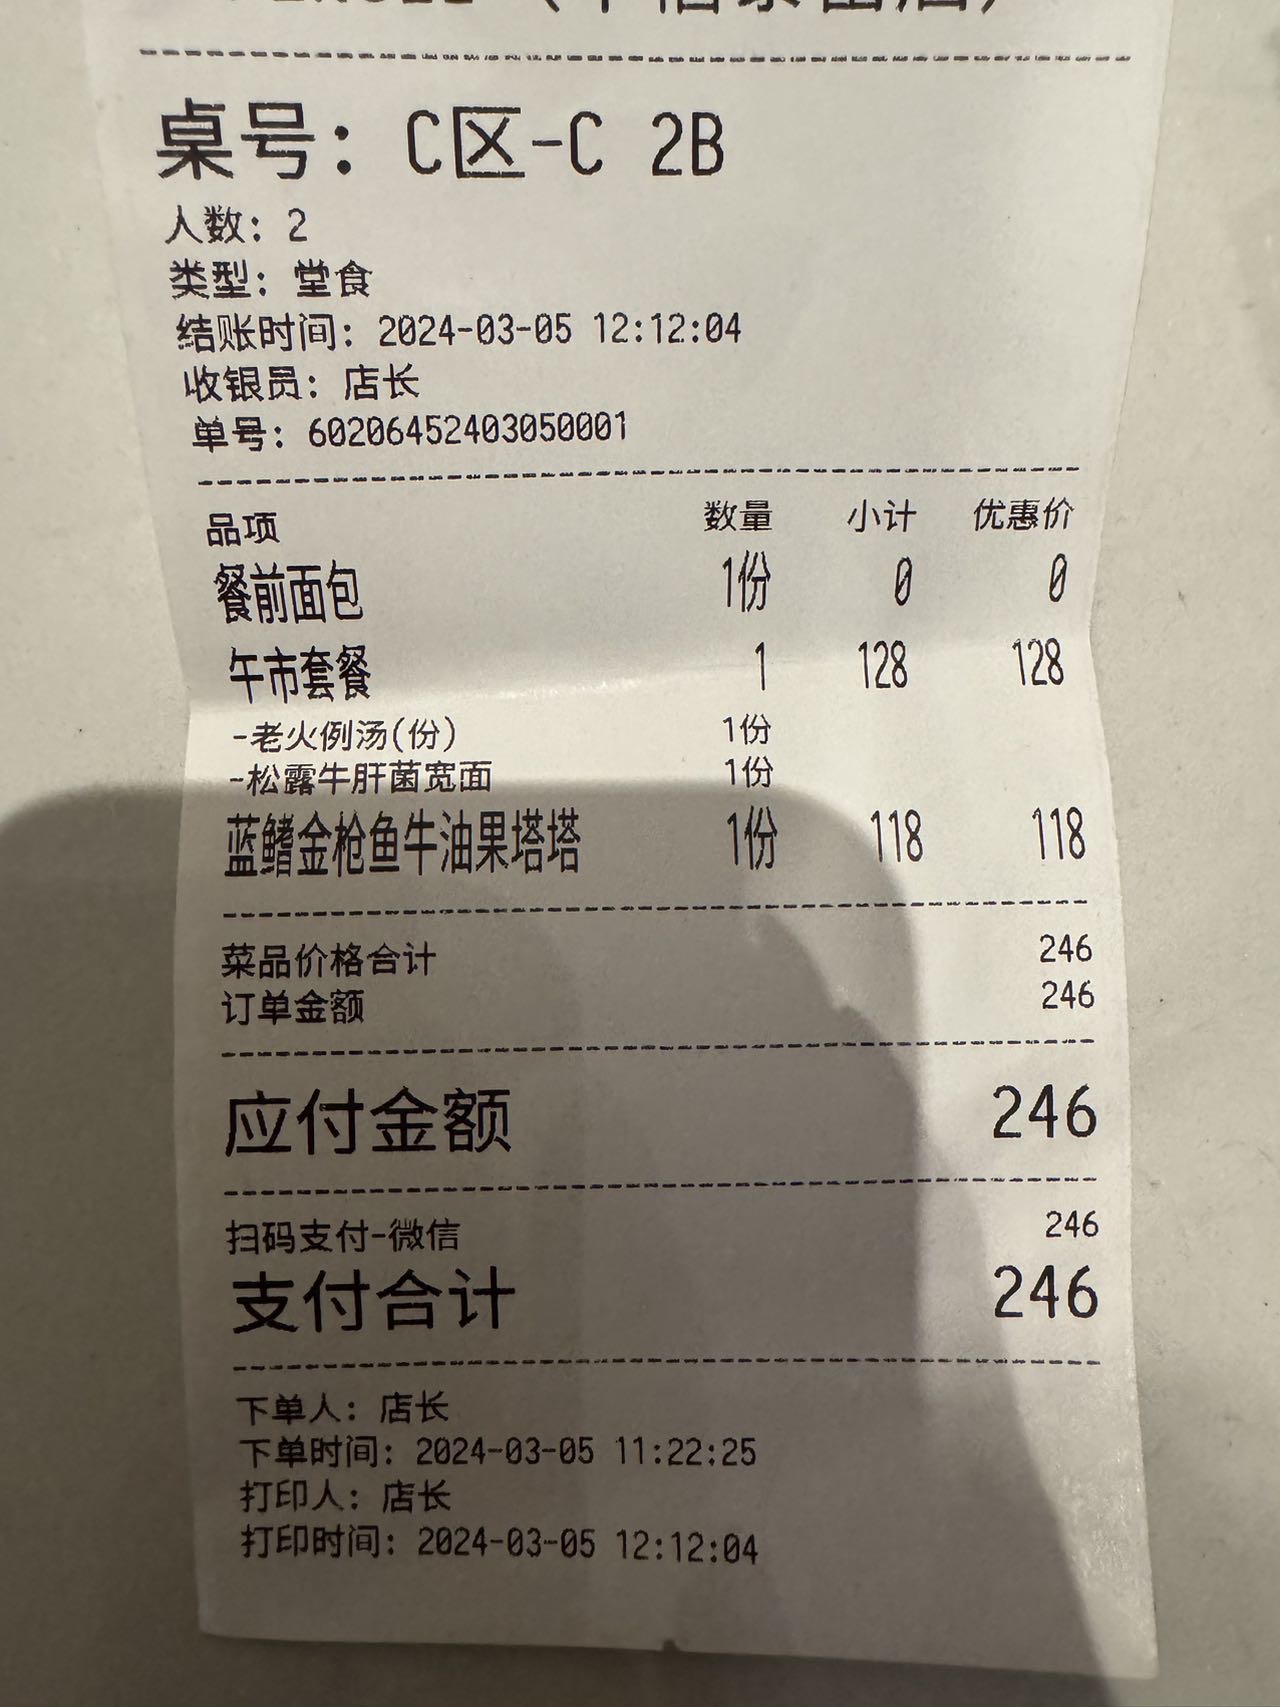 桌号：C区-C 2B
人数：2
类型：堂食
结账时间：2024-03-05 12:12:04
收银员：店长
单号：60206452403050001
品项 数量 小计 优惠价
餐前面包 1份 0 0
午市套餐 1 128 128
-老火例汤(份) 1份
-松露牛肝菌宽面 1份
蓝鳍金枪鱼牛油果塔塔 1份 118 118
菜品价格合计 246
订单金额 246
应付金额 246
扫码支付-微信 246
支付合计 246
下单人：店长
下单时间：2024-03-05 11:22:25
打印人：店长
打印时间：2024-03-05 12:12:04